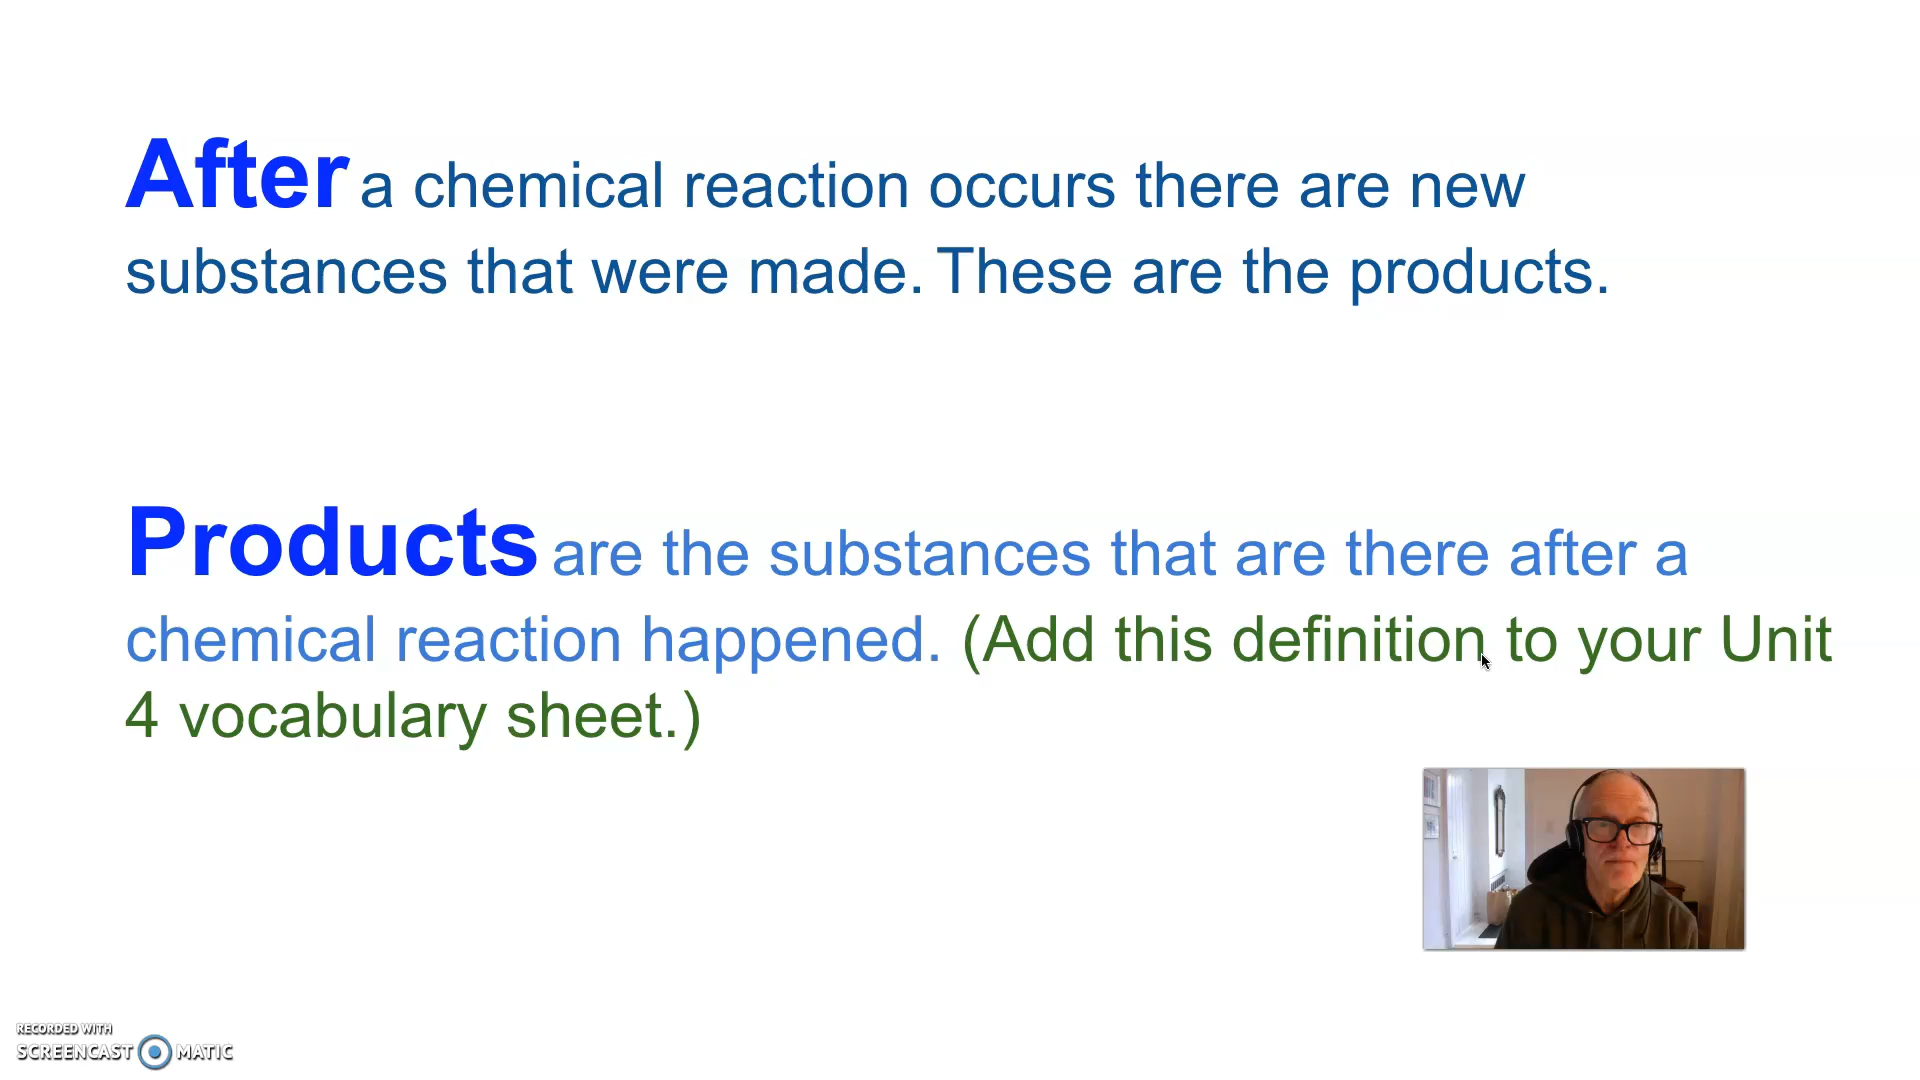 After a chemical reaction occurs there are new
substances that were made. These are the products.
Products are the substances that are there after a
chemical reaction happened. (Add this definition to your Unit
4 vocabulary sheet.)
RECORDED WITH
SCREENCAST MATIC